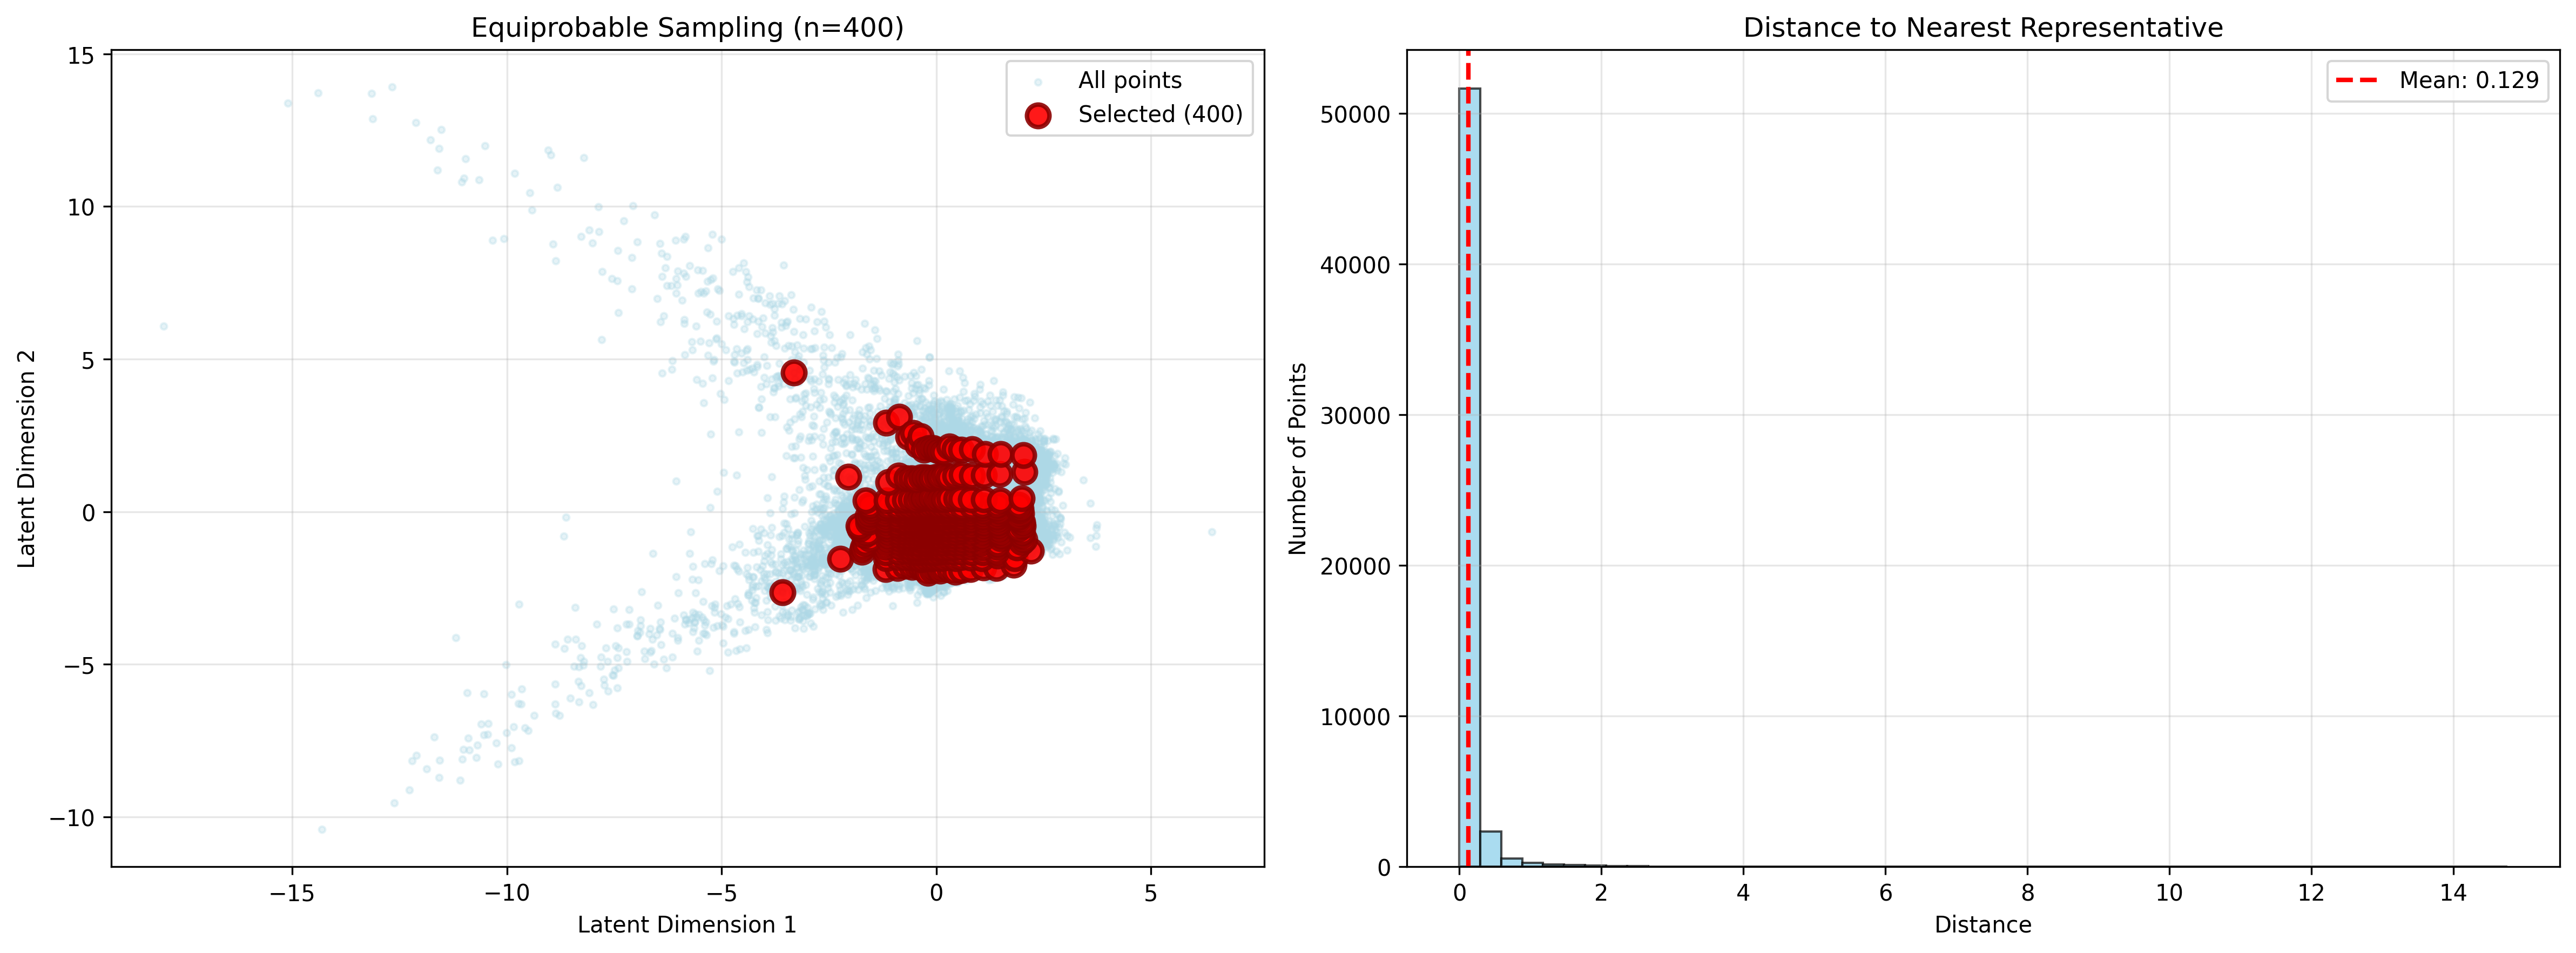 Equiprobable Sampling (n=400)
All points
Selected (400)
Latent Dimension 2
15
10
5
0
−5
−10
−15
−10
−5
0
5
Latent Dimension 1
Distance to Nearest Representative
Mean: 0.129
Number of Points
50000
40000
30000
20000
10000
0
0
2
4
6
8
10
12
14
Distance